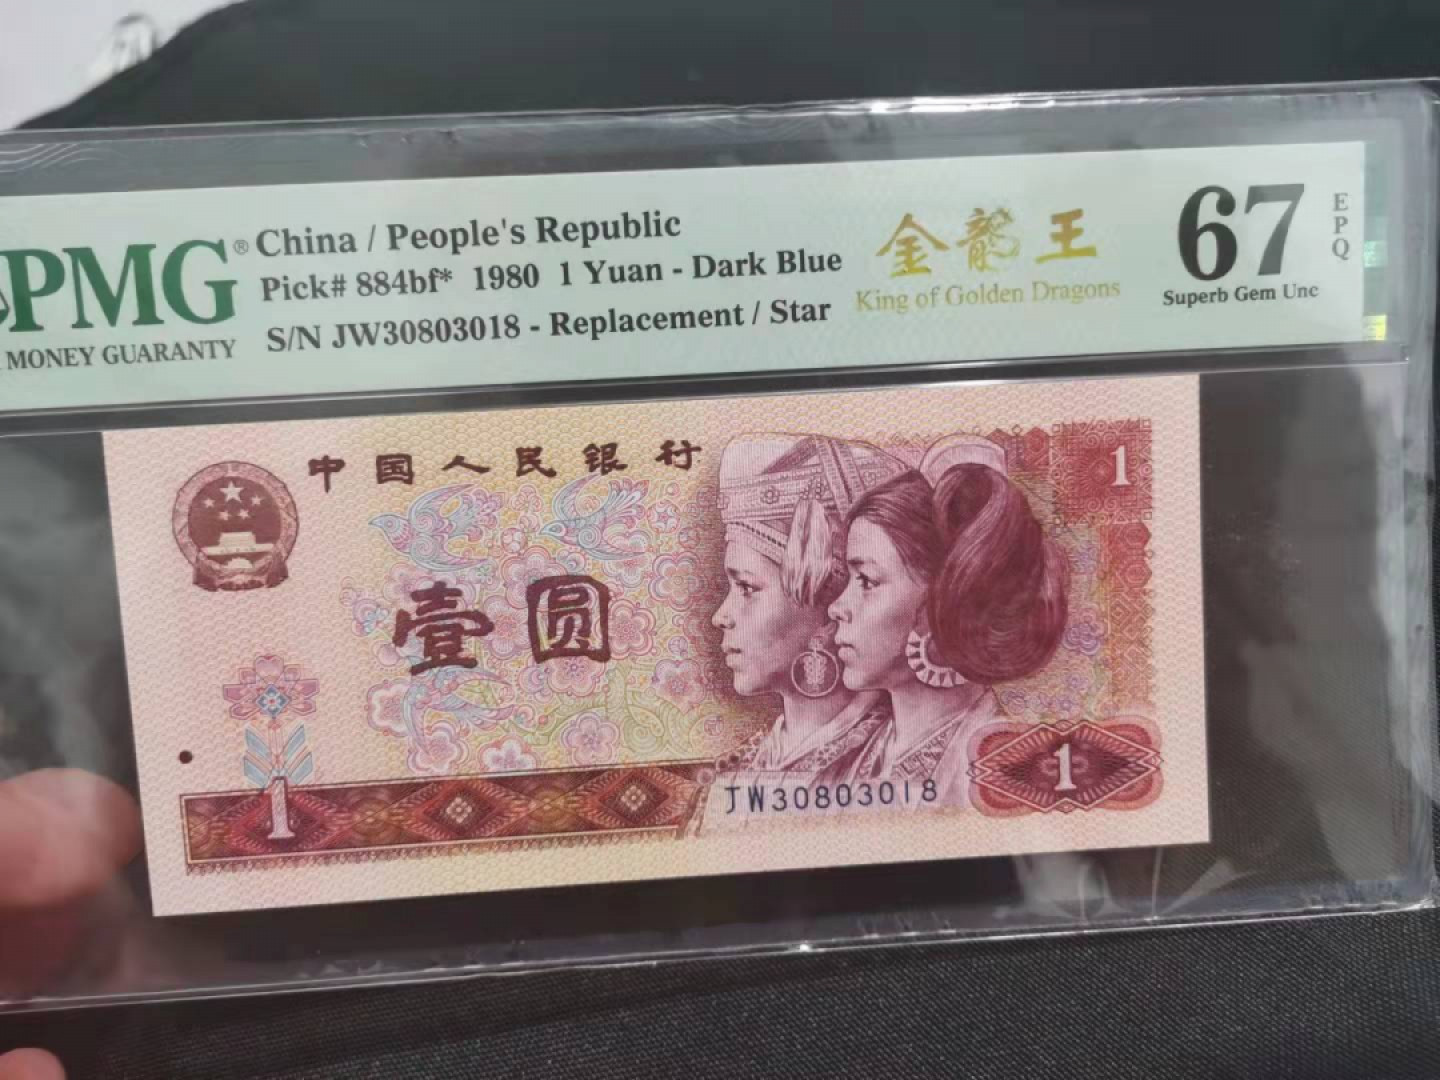 PMG®
MONEY GUARANTY
China / People's Republic
Pick# 884bf* 1980 1 Yuan - Dark Blue
S/N JW30803018 - Replacement / Star
金龍王
King of Golden Dragons
67
EPQ
Superb Gem Unc
中国人民银行
1
壹圆
1
JW30803018
1